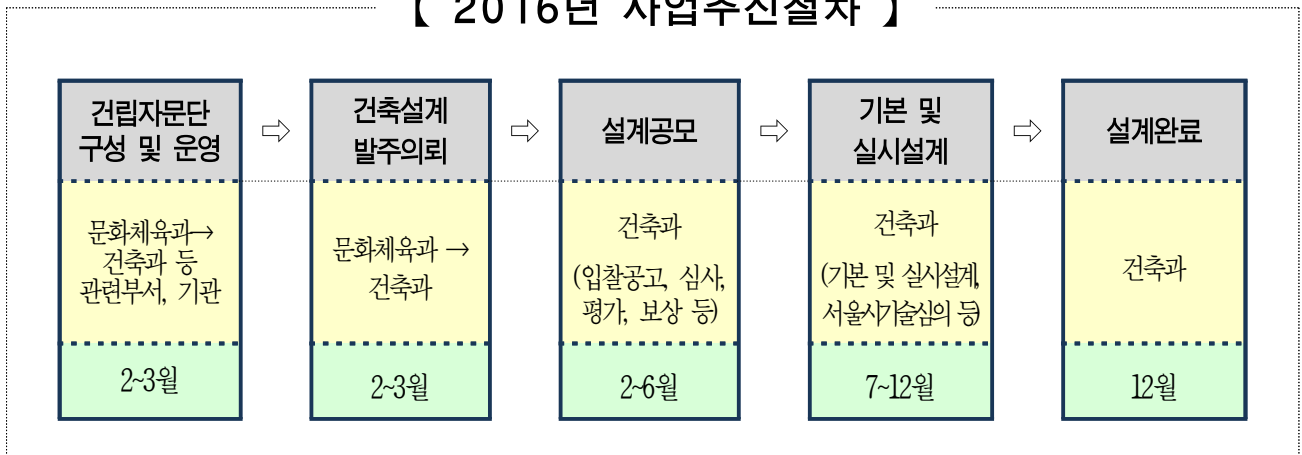 【 2016년 사업추진절차 】
건립자문단
구성 및 운영
⇨
건축설계
발주의뢰
⇨
설계공모
⇨
기본 및
실시설계
⇨
설계완료
문화체육과→
건축과 등
관련부서, 기관
문화체육과 →
건축과
건축과
(입찰공고, 심사,
평가, 보상 등)
건축과
(기본 및 실시설계,
서울시기술심의 등)
건축과
2~3월
2~3월
2~6월
7~12월
12월